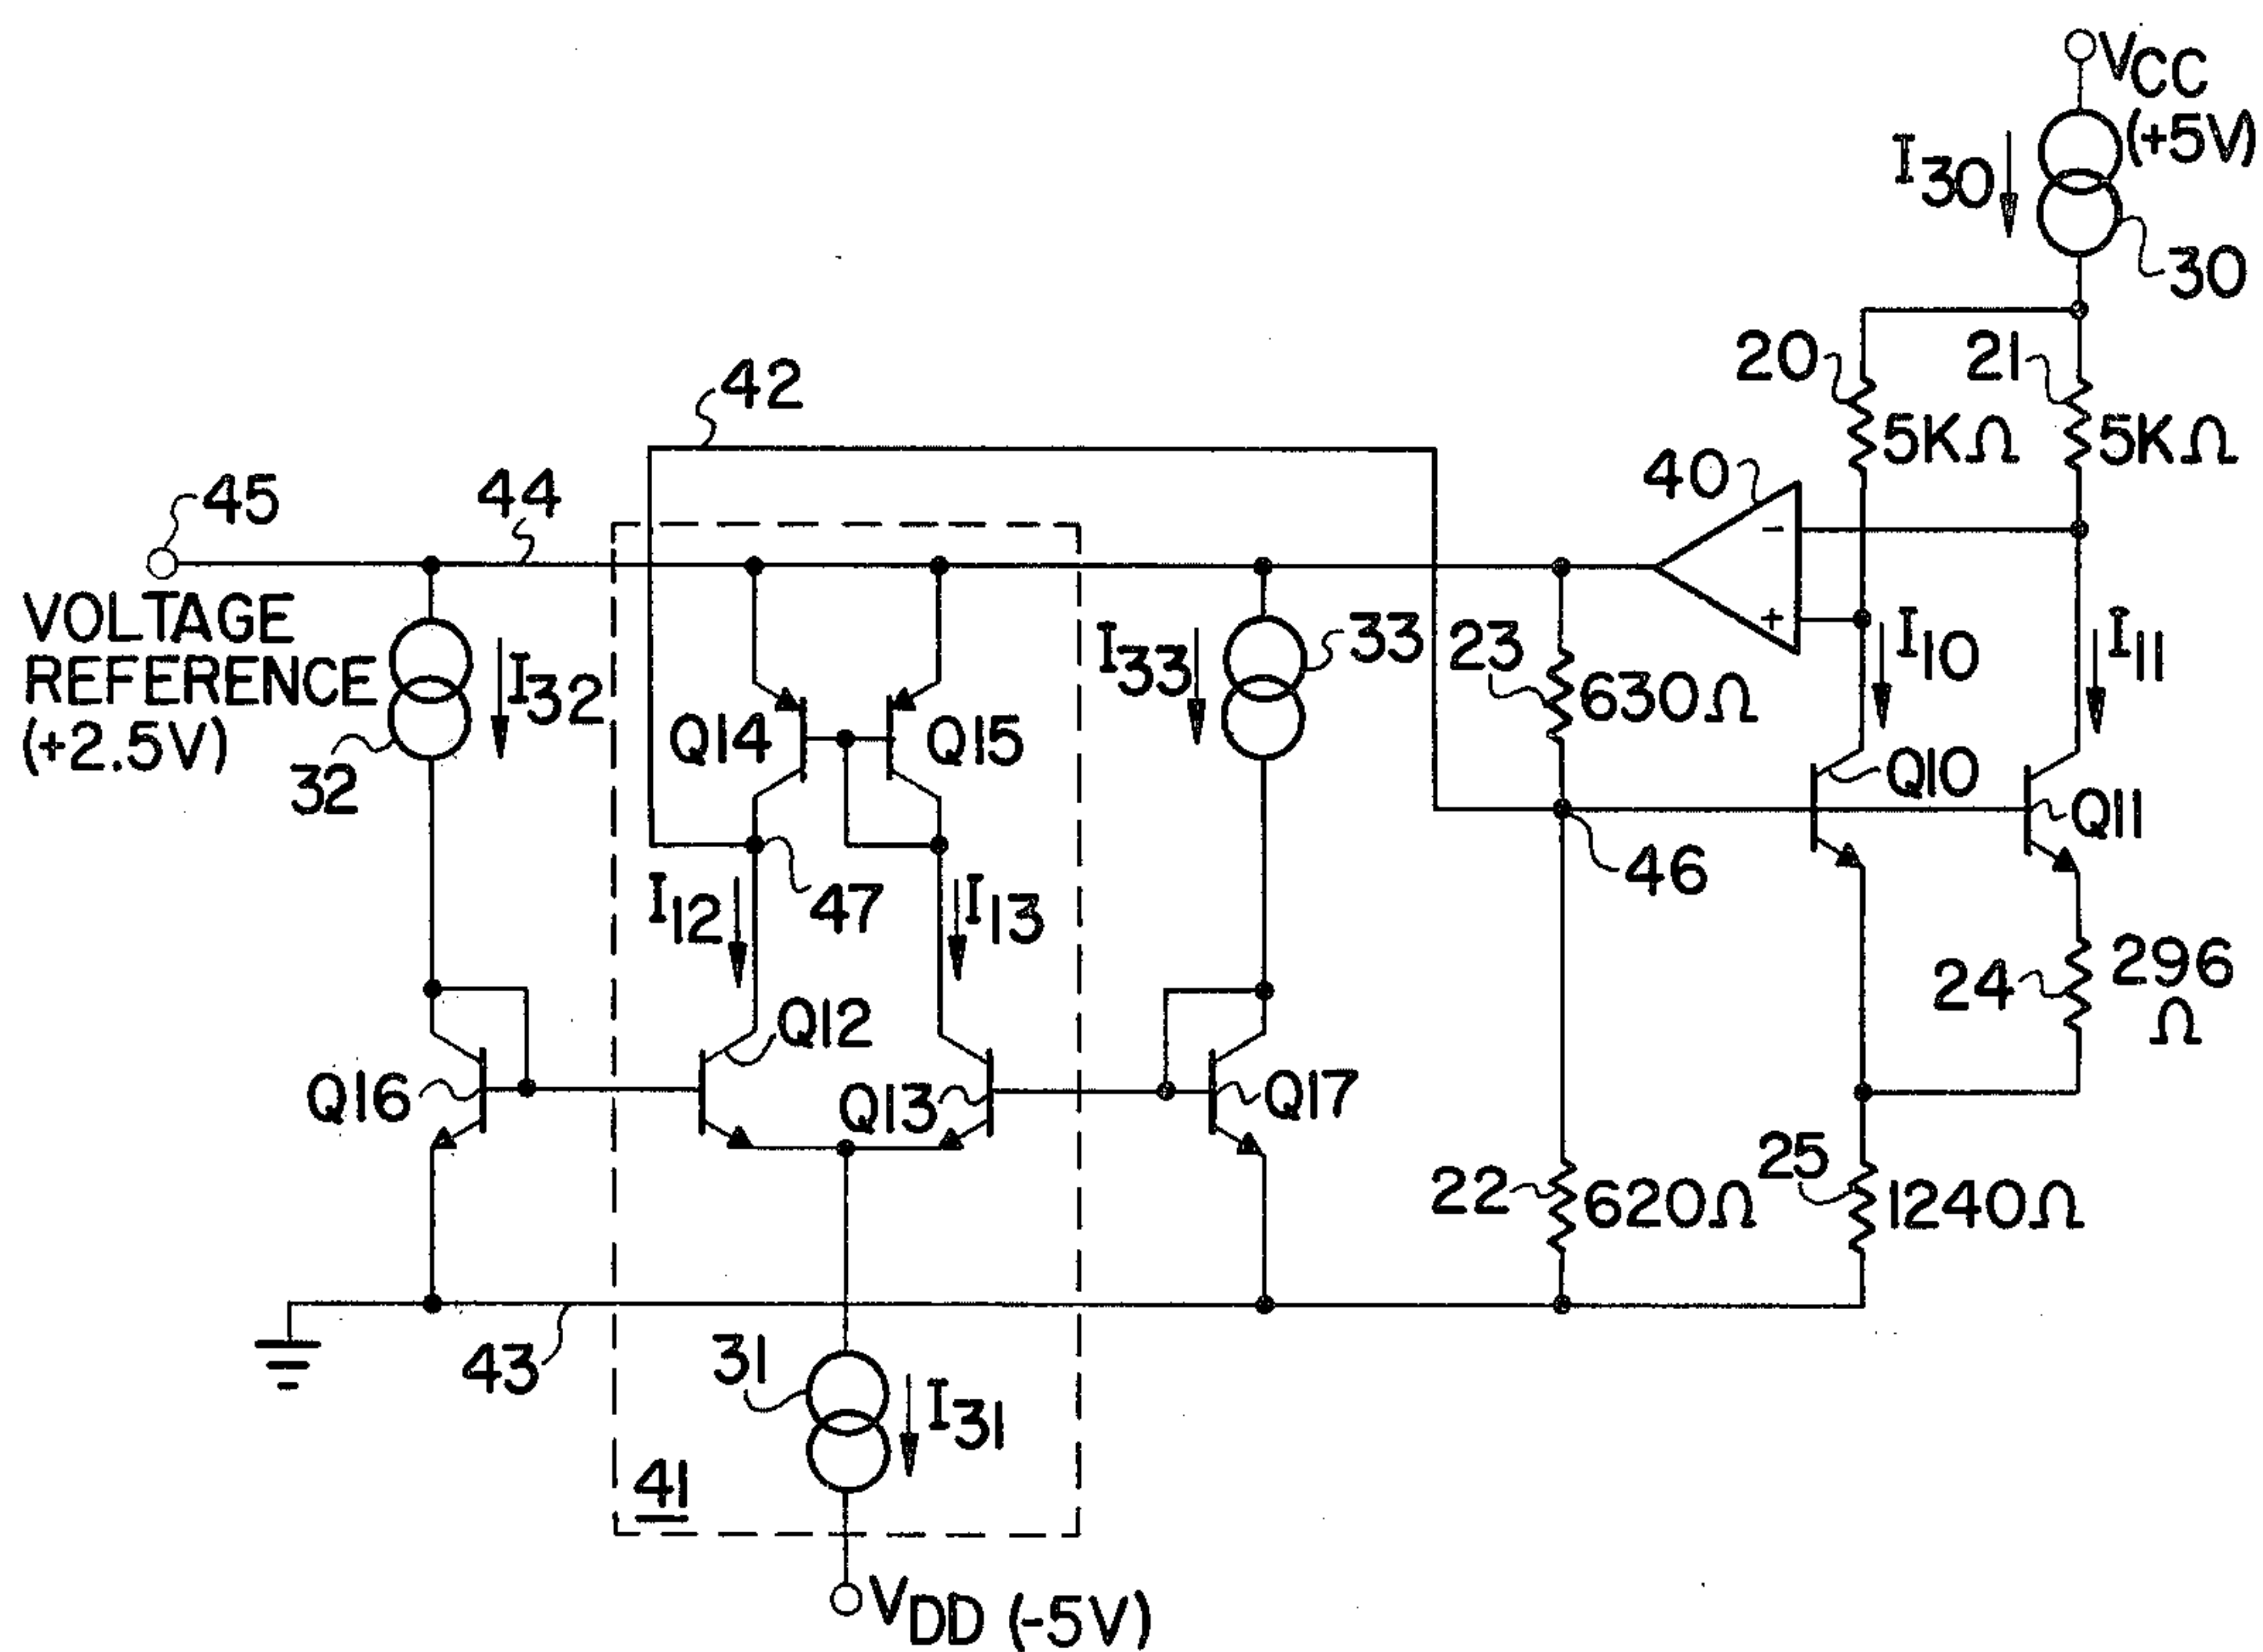 VCC
(+5V)
I30
30
20
21
42
5KΩ
5KΩ
40
45
44
−
+
VOLTAGE
REFERENCE
(+2.5V)
I32
32
I33
33
23
630Ω
I10
I11
Q14
Q15
Q10
Q11
46
47
I12
I13
24
296
Ω
Q12
Q16
Q13
Q17
25
22
620Ω
1240Ω
43
31
I31
41
VDD (-5V)